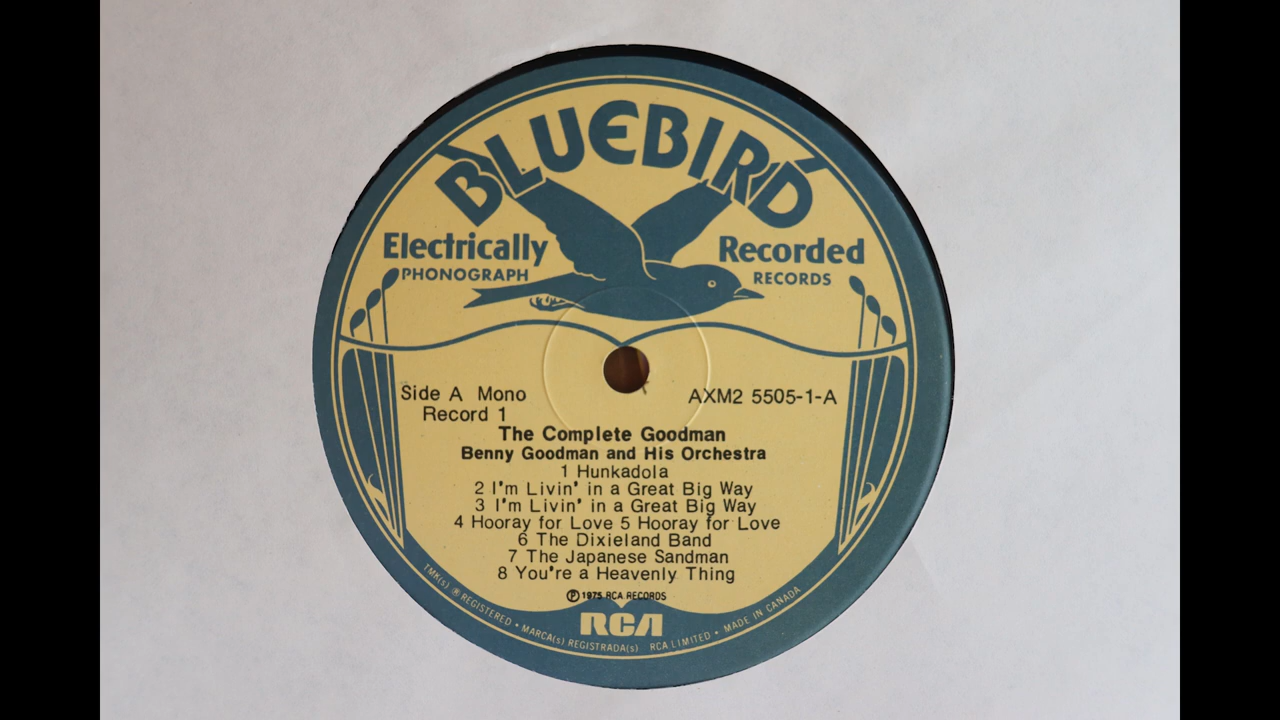 BLUEBIRD
Electrically Recorded
PHONOGRAPH RECORDS
Side A Mono AXM2 5505-1-A
Record 1
The Complete Goodman
Benny Goodman and His Orchestra
1 Hunkadola
2 I'm Livin' in a Great Big Way
3 I'm Livin' in a Great Big Way
4 Hooray for Love 5 Hooray for Love
6 The Dixieland Band
7 The Japanese Sandman
8 You're a Heavenly Thing
℗ 1975 RCA RECORDS
RCA
TMK(s) ® REGISTERED • MARCA(s) REGISTRADA(s) RCA LIMITED • MADE IN CANADA